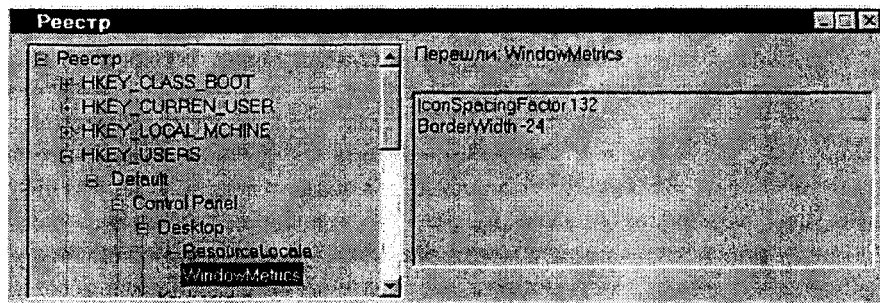 Реестр
Реестр
HKEY_CLASS_BOOT
HKEY_CURREN_USER
HKEY_LOCAL_MCHINE
HKEY_USERS
Default
Control Panel
Desktop
ResourceLocale
WindowMetrics
Перешли: WindowMetrics
IconSpacingFactor 132
BorderWidth -24